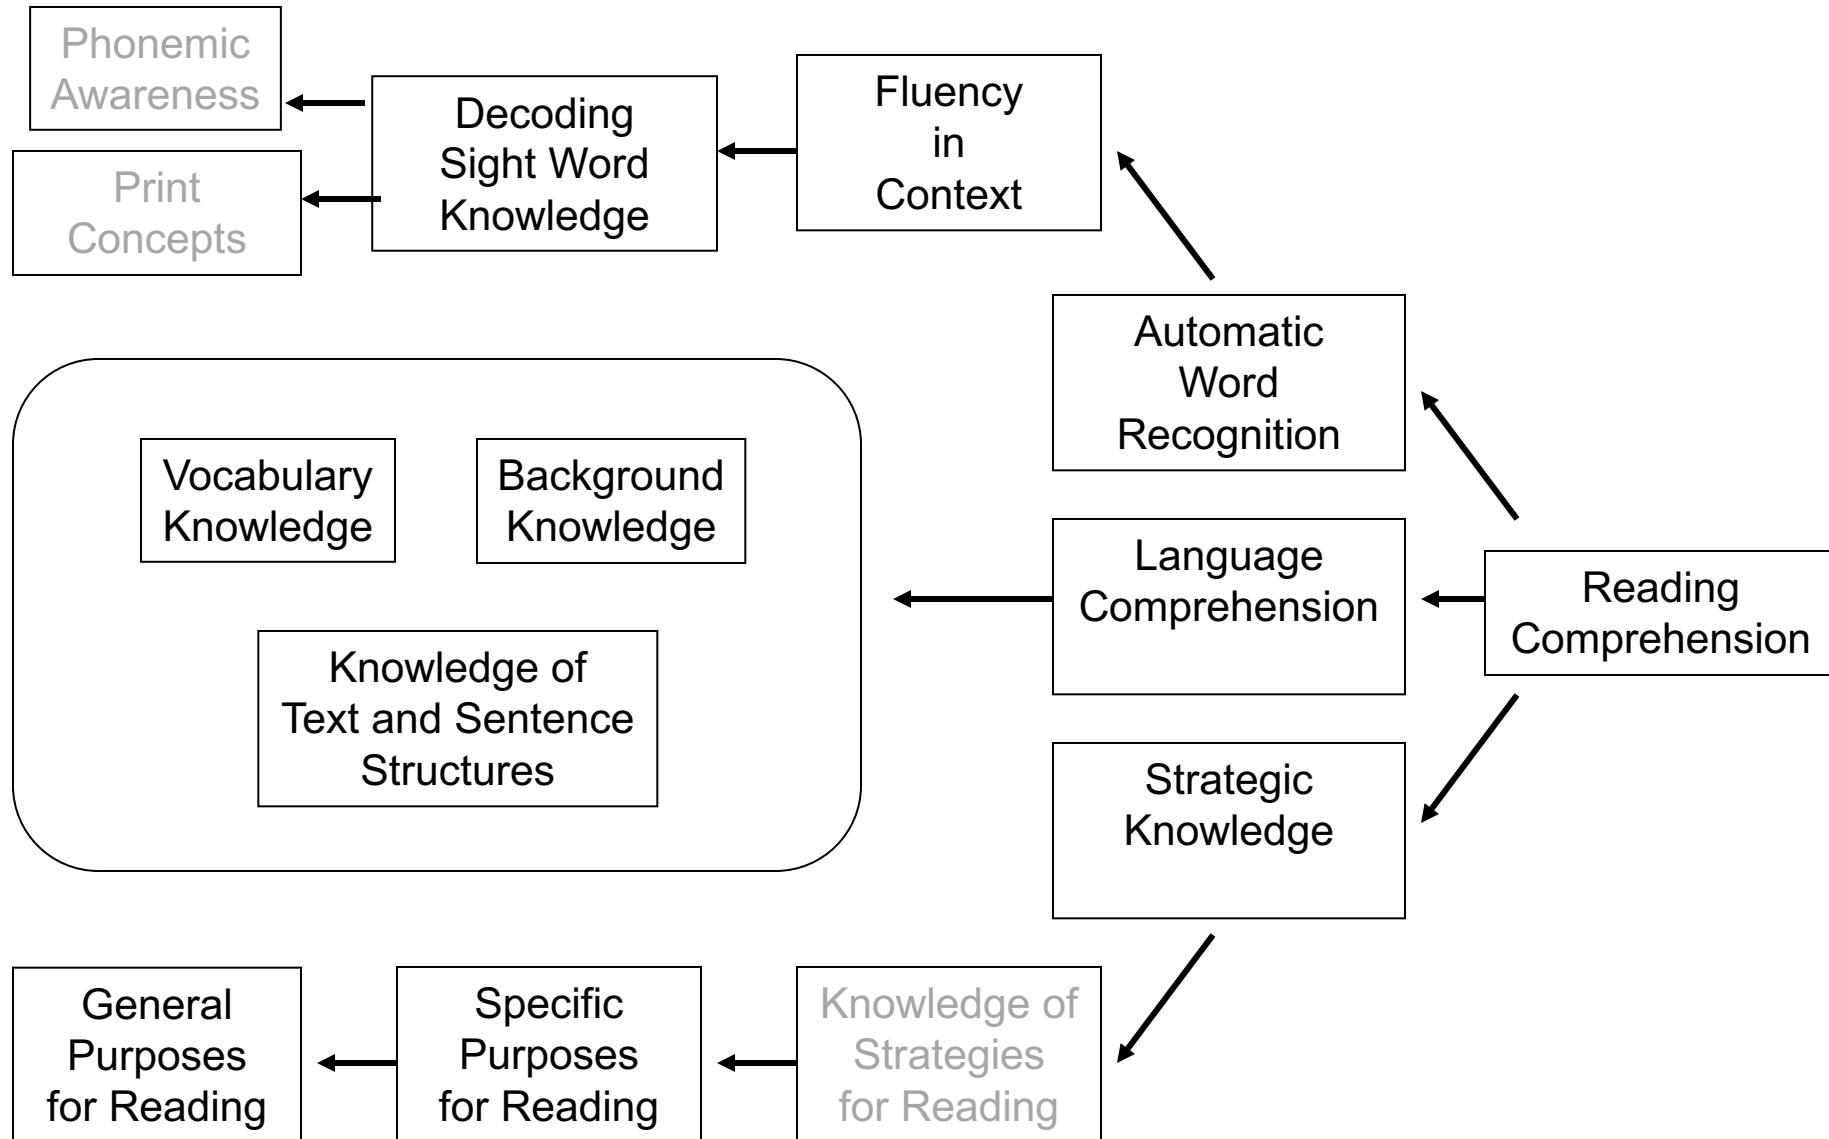 Phonemic
Awareness
Print
Concepts
Decoding
Sight Word
Knowledge
Fluency
in
Context
Automatic
Word
Recognition
Vocabulary
Knowledge
Background
Knowledge
Knowledge of
Text and Sentence
Structures
Language
Comprehension
Reading
Comprehension
Strategic
Knowledge
General
Purposes
for Reading
Specific
Purposes
for Reading
Knowledge of
Strategies
for Reading